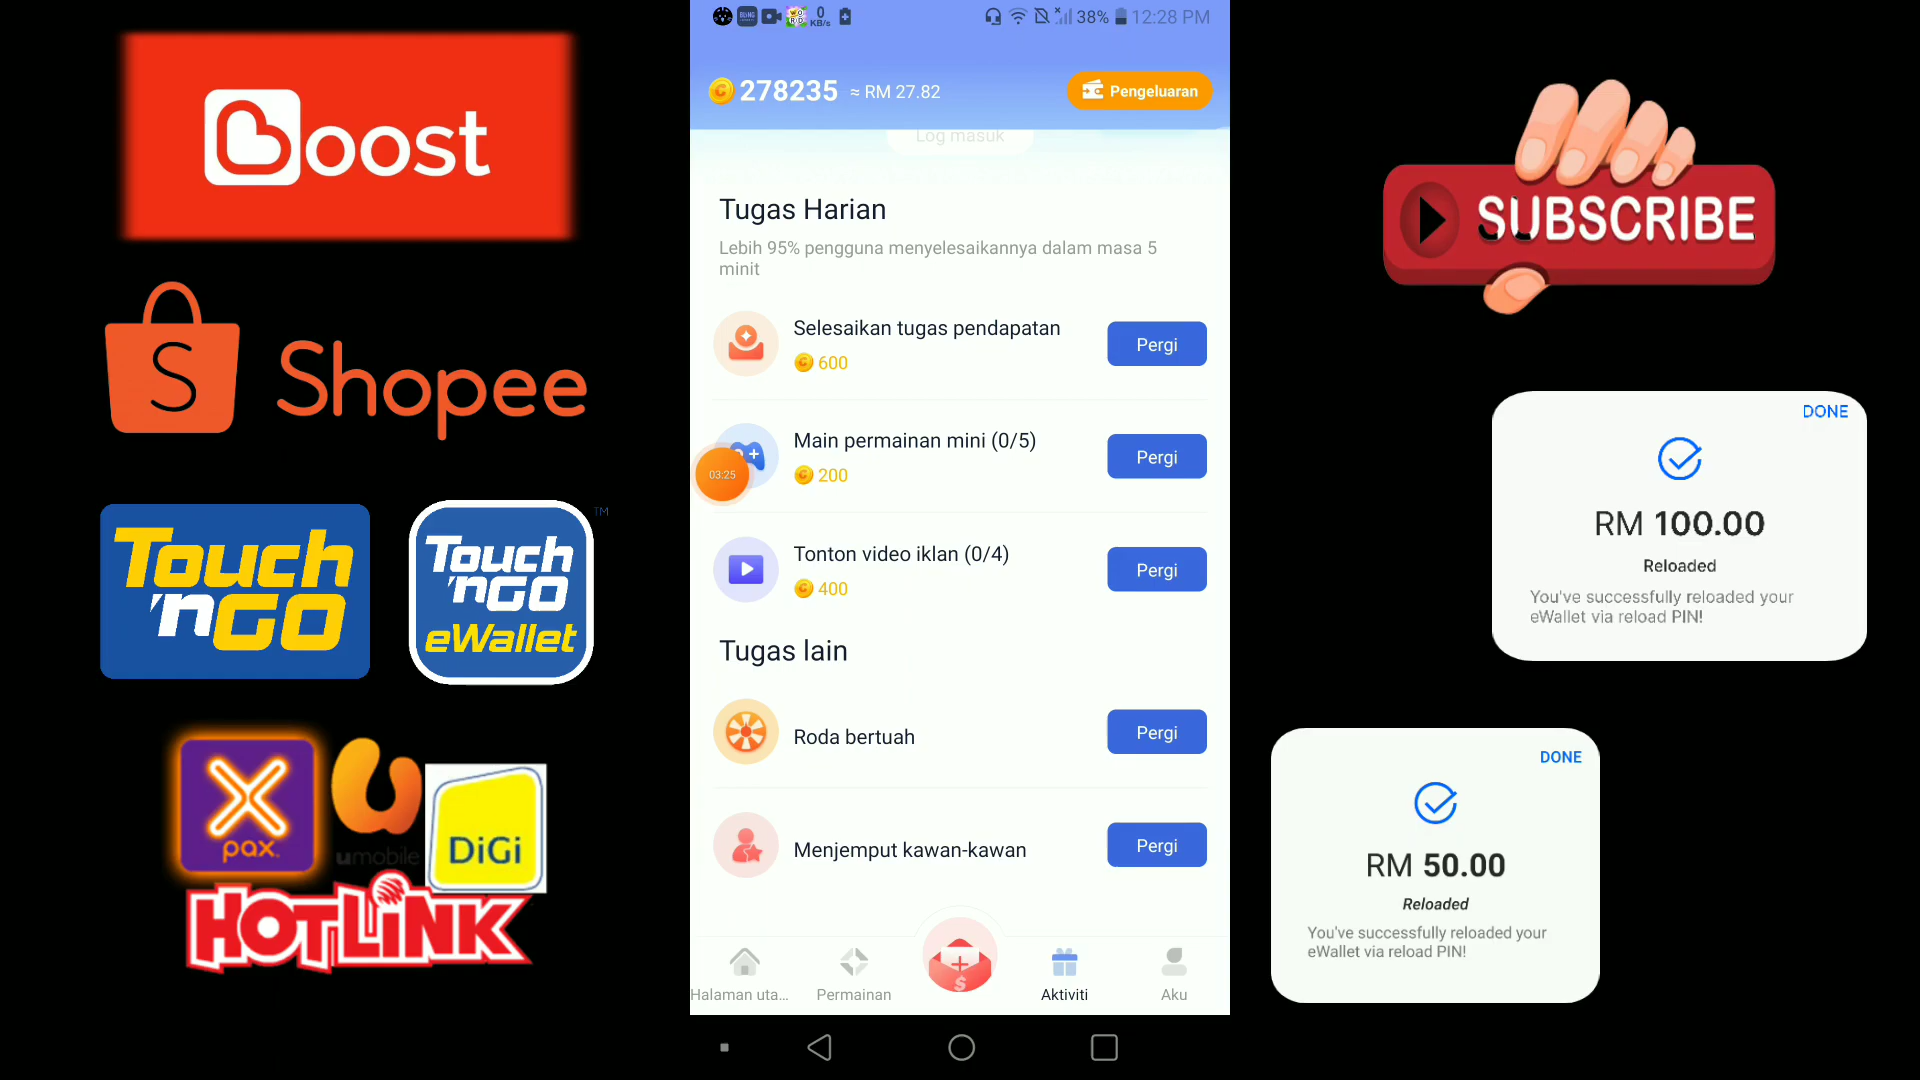 Boost
S Shopee
Touch
'nGO
Touch
'nGO
eWallet
TM
pax
umobile
DiGi
HOTLINK
0
KB/s
38%
12:28 PM
278235 ≈ RM 27.82
Pengeluaran
Log masuk
Tugas Harian
Lebih 95% pengguna menyelesaikannya dalam masa 5
minit
Selesaikan tugas pendapatan
600
Pergi
Main permainan mini (0/5)
200
Pergi
03:25
Tonton video iklan (0/4)
400
Pergi
Tugas lain
Roda bertuah
Pergi
Menjemput kawan-kawan
Pergi
Halaman uta...
Permainan
Aktiviti
Aku
SUBSCRIBE
DONE
RM 100.00
Reloaded
You've successfully reloaded your
eWallet via reload PIN!
DONE
RM 50.00
Reloaded
You've successfully reloaded your
eWallet via reload PIN!